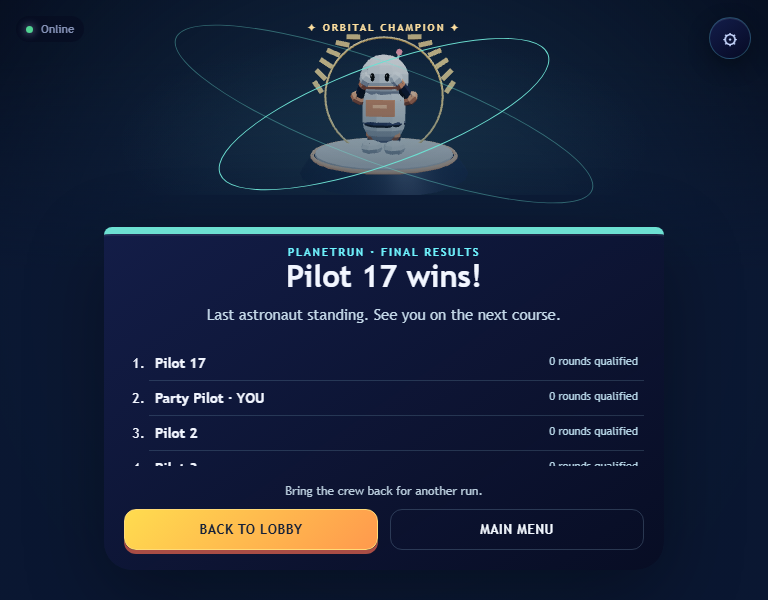 Online
✦ ORBITAL CHAMPION ✦
PLANETRUN · FINAL RESULTS
Pilot 17 wins!
Last astronaut standing. See you on the next course.
1. Pilot 17 0 rounds qualified
2. Party Pilot · YOU 0 rounds qualified
3. Pilot 2 0 rounds qualified
Bring the crew back for another run.
BACK TO LOBBY MAIN MENU